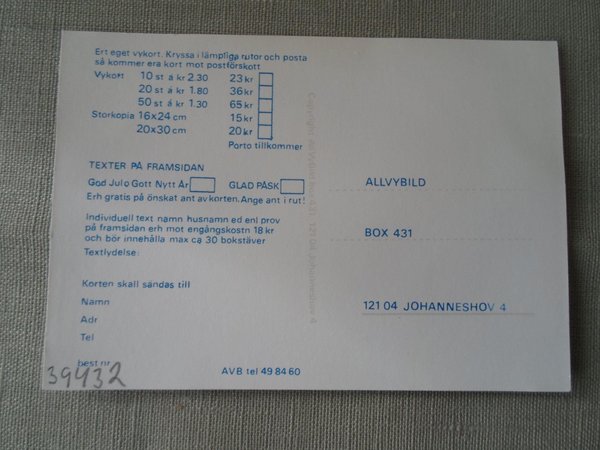 Ert eget vykort. Kryssa i lämpliga rutor och posta
så kommer era kort mot postförskott
Vykort 10 st á kr 2.30 23 kr
20 st á kr 1.80 36 kr
50 st á kr 1.30 65 kr
Storkopia 16x24 cm 15 kr
20x30 cm 20 kr
Porto tillkommer
TEXTER PÅ FRAMSIDAN
God Julo Gott Nytt År GLAD PÅSK
Erh gratis på önskat ant av korten. Ange ant i rut!
Individuell text namn husnamn ed enl prov
på framsidan erh mot engångskostn 18 kr
och bör innehålla max ca 30 bokstäver
Textlydelse:
Korten skall sändas till
Namn
Adr
Tel
best nr
39432
AVB tel 49 84 60
ALLVYBILD
BOX 431
121 04 JOHANNESHOV 4